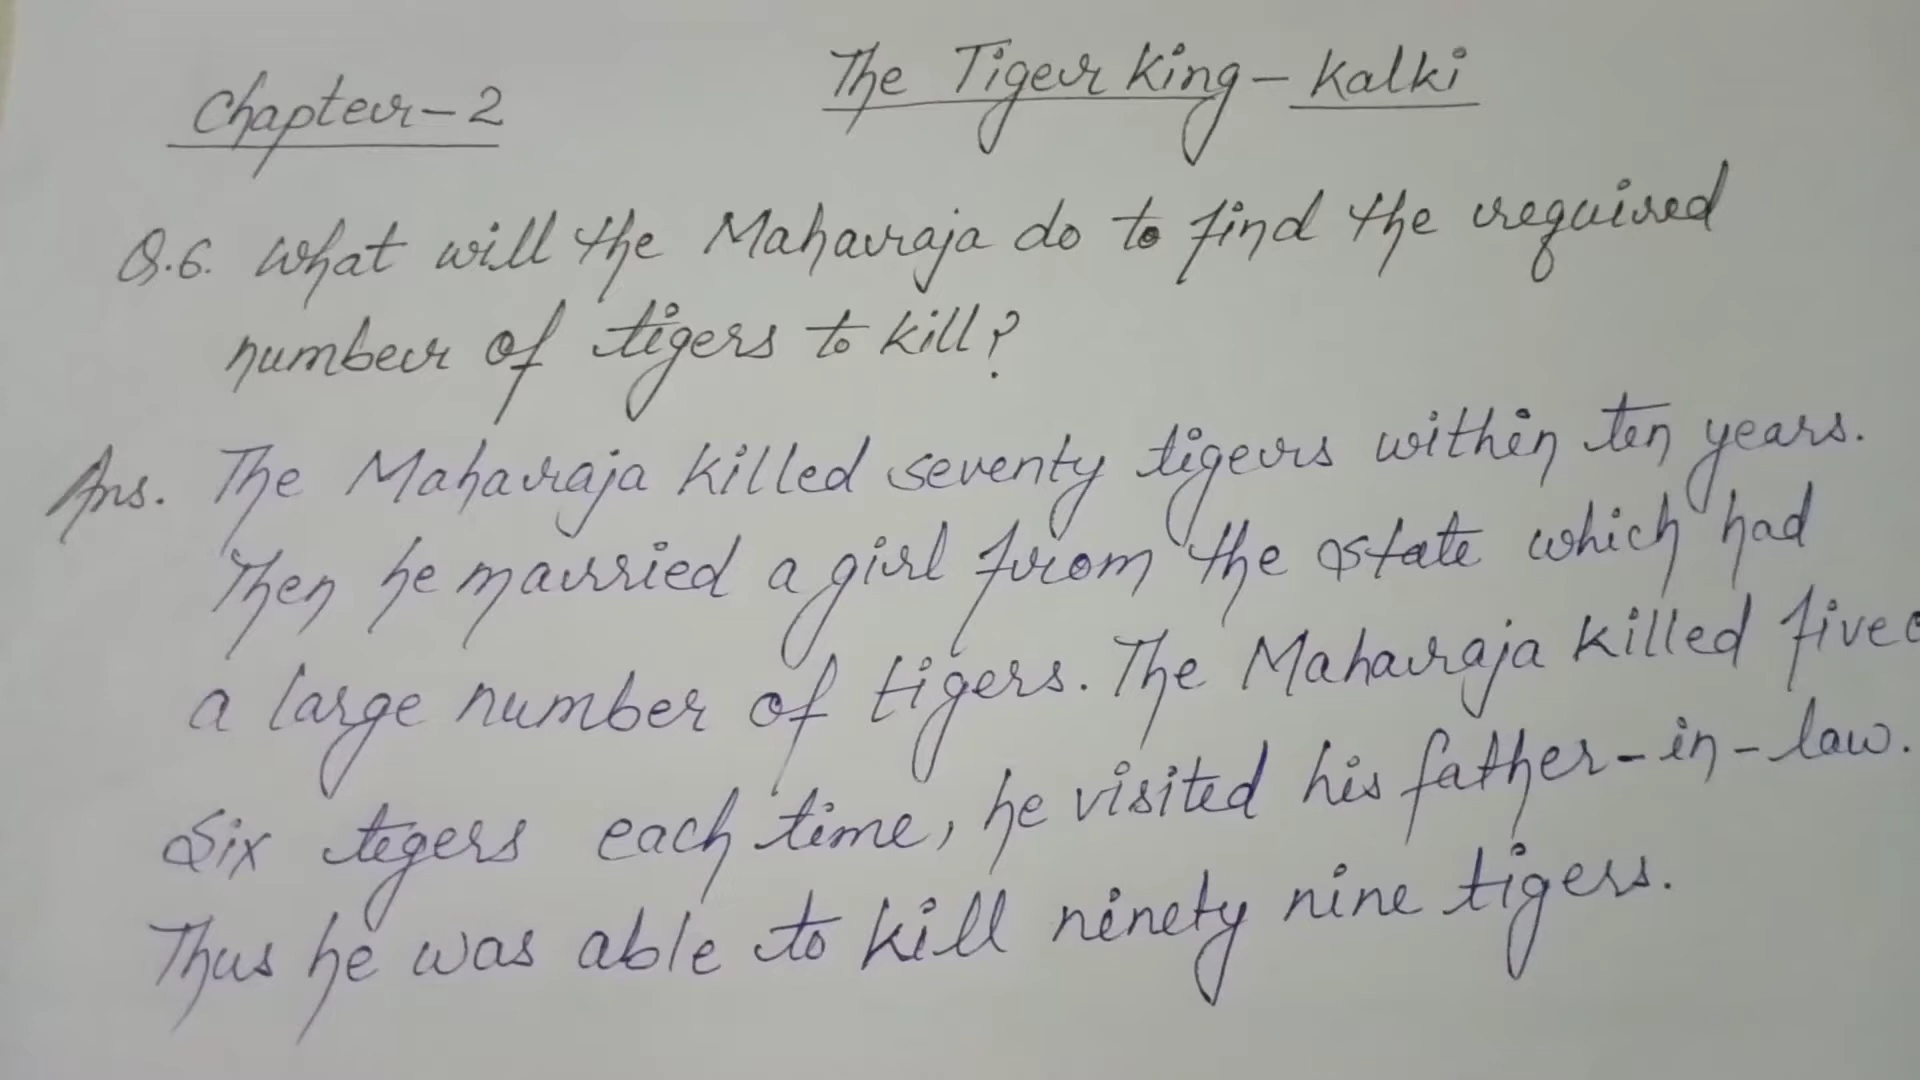 Chapter-2
The Tiger King - Kalki
Q.6. What will the Maharaja do to find the required
number of tigers to kill?
Ans. The Maharaja killed seventy tigers within ten years.
Then he married a girl from the state which had
a large number of tigers. The Maharaja killed five
Six tigers each time, he visited his father-in-law.
Thus he was able to kill ninety nine tigers.